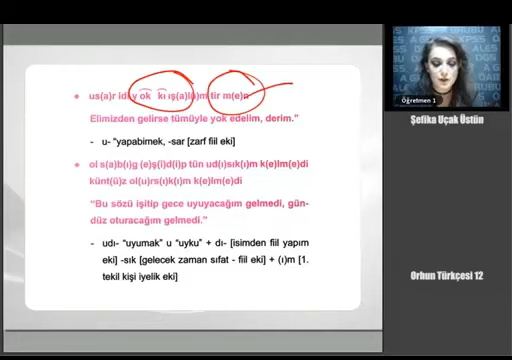 us(a)r idi y ok kı ış(a)l(ı)m tir m(e)n
Elimizden gelirse tümüyle yok edelim, derim.”
- u- “yapabimek, -sar [zarf fiil eki]
ol s(a)b(ı)g (e)ş(i)d(i)p tün ud(ı)sık(ı)m k(e)lm(e)di
künt(ü)z ol(u)rs(ı)k(ı)m k(e)lm(e)di
“Bu sözü işitip gece uyuyacağım gelmedi, gün-
düz oturacağım gelmedi.”
- udı- “uyumak” u “uyku” + dı- [isimden fiil yapım
eki] -sık [gelecek zaman sıfat - fiil eki] + (ı)m [1.
tekil kişi iyelik eki]
Öğretmen 1
Şefika Uçak Üstün
Orhun Türkçesi 12